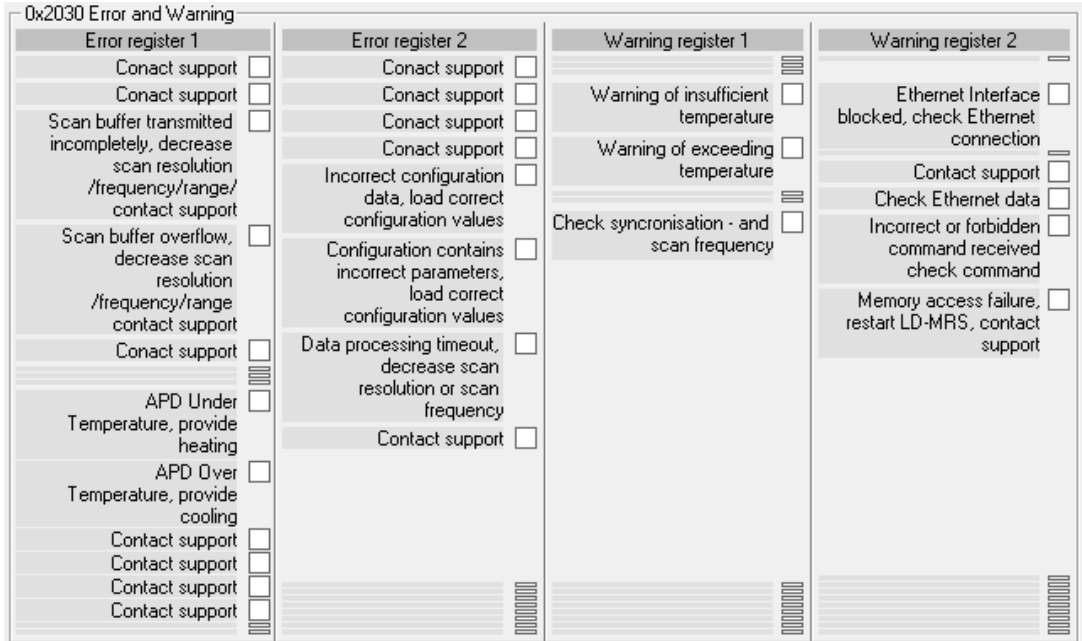 0x2030 Error and Warning
Error register 1
Conact support
Conact support
Scan buffer transmitted
incompletely, decrease
scan resolution
/frequency/range/
contact support
Scan buffer overflow,
decrease scan
resolution
/frequency/range
contact support
Conact support
APD Under
Temperature, provide
heating
APD Over
Temperature, provide
cooling
Contact support
Contact support
Contact support
Contact support
Error register 2
Conact support
Conact support
Conact support
Conact support
Incorrect configuration
data, load correct
configuration values
Configuration contains
incorrect parameters,
load correct
configuration values
Data processing timeout,
decrease scan
resolution or scan
frequency
Contact support
Warning register 1
Warning of insufficient
temperature
Warning of exceeding
temperature
Check syncronisation - and
scan frequency
Warning register 2
Ethernet Interface
blocked, check Ethernet
connection
Contact support
Check Ethernet data
Incorrect or forbidden
command received
check command
Memory access failure,
restart LD-MRS, contact
support